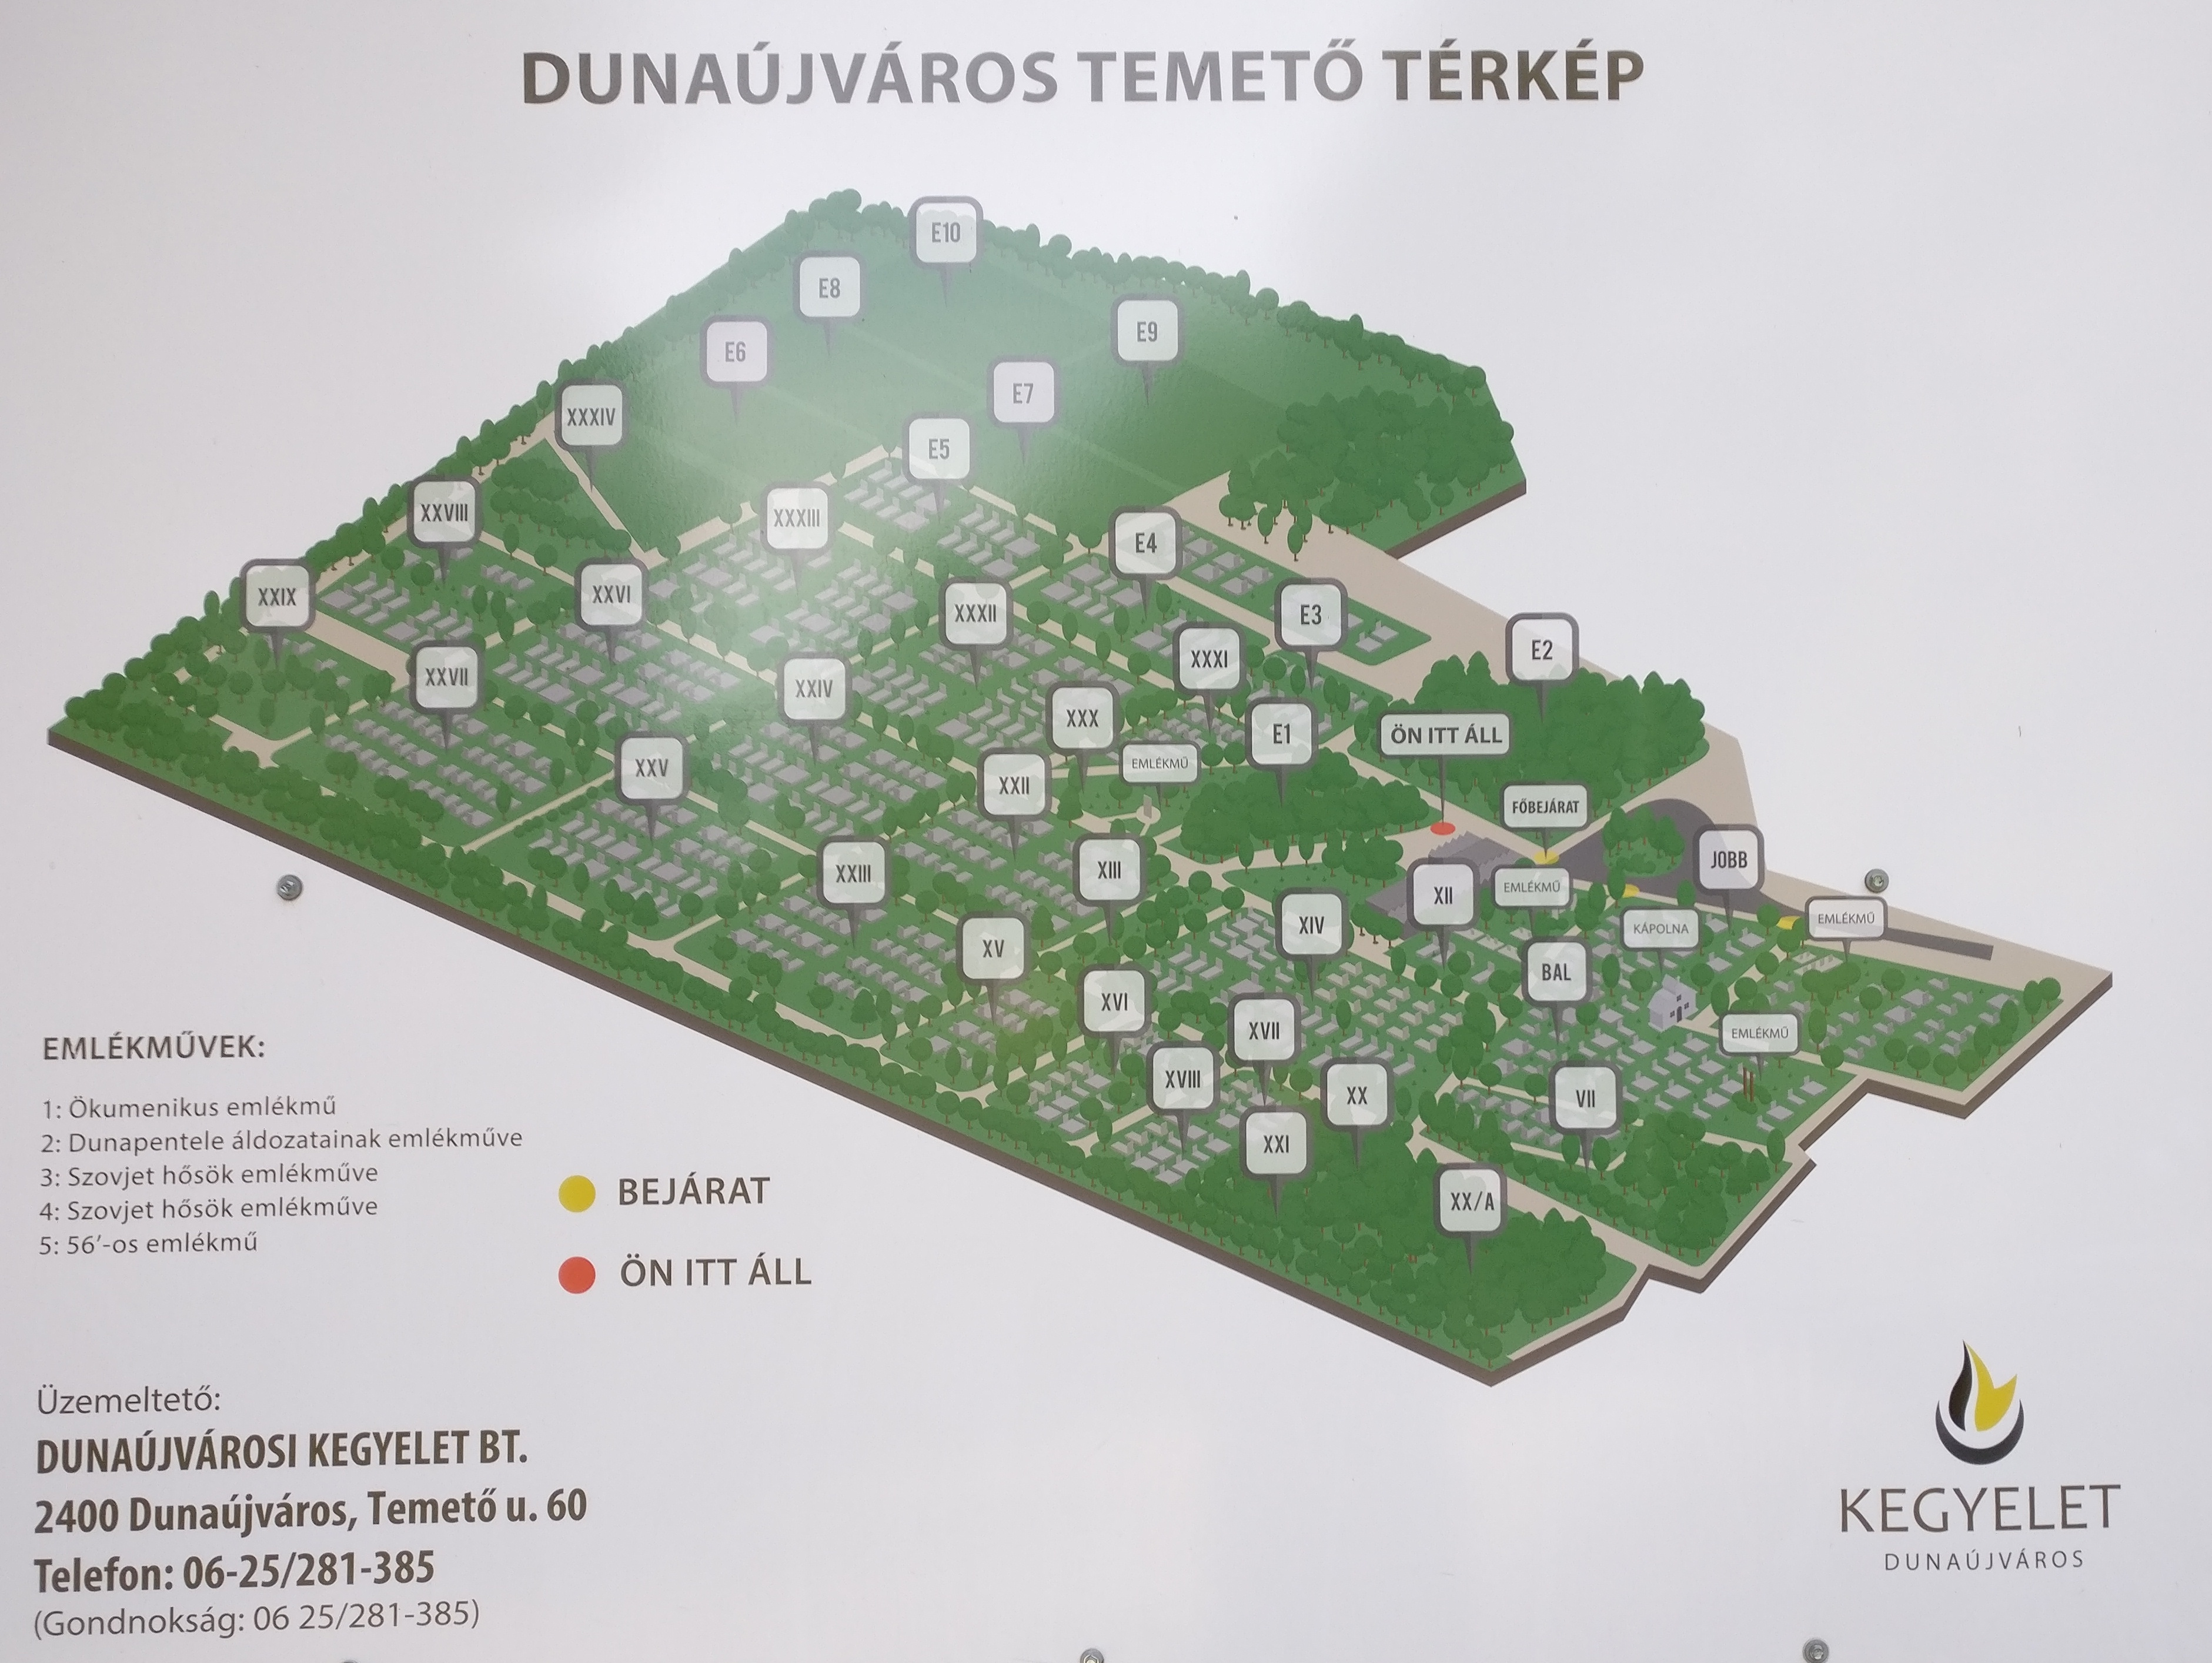 DUNAÚJVÁROS TEMETŐ TÉRKÉP
E10
E8
E9
E6
E7
XXXIV
E5
XXVIII
XXXIII
E4
XXIX
XXVI
XXXII
E3
XXXI
E2
XXVII
XXIV
XXX
E1
ÖN ITT ÁLL
EMLÉKMŰ
XXV
XXII
FŐBEJÁRAT
XXIII
XIII
JOBB
XII
EMLÉKMŰ
XIV
KÁPOLNA
EMLÉKMŰ
XV
BAL
XVI
XVII
EMLÉKMŰ
XVIII
XX
VII
XXI
XX/A
EMLÉKMŰVEK:
1: Ökumenikus emlékmű
2: Dunapentele áldozatainak emlékműve
3: Szovjet hősök emlékműve
4: Szovjet hősök emlékműve
5: 56’-os emlékmű
BEJÁRAT
ÖN ITT ÁLL
Üzemeltető:
DUNAÚJVÁROSI KEGYELET BT.
2400 Dunaújváros, Temető u. 60
Telefon: 06-25/281-385
(Gondnokság: 06 25/281-385)
KEGYELET
DUNAÚJVÁROS